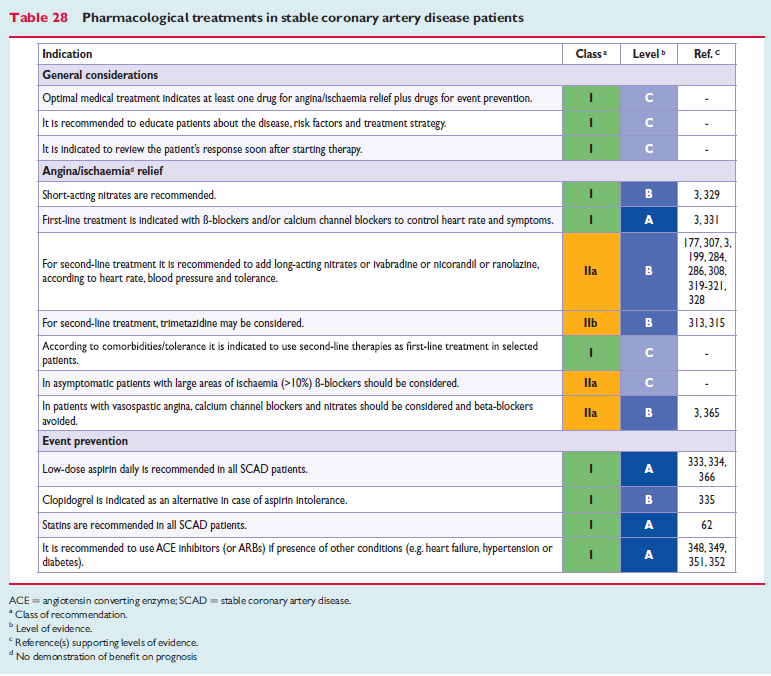 Table 28 Pharmacological treatments in stable coronary artery disease patients
Indication Class a Level b Ref. C
General considerations
Optimal medical treatment indicates at least one drug for angina/ischaemia relief plus drugs for event prevention. I C -
It is recommended to educate patients about the disease, risk factors and treatment strategy. I C -
It is indicated to review the patient's response soon after starting therapy. I C -
Angina/ischaemia d relief
Short-acting nitrates are recommended. I B 3, 329
First-line treatment is indicated with ß-blockers and/or calcium channel blockers to control heart rate and symptoms. I A 3, 331
For second-line treatment it is recommended to add long-acting nitrates or ivabradine or nicorandil or ranolazine,
according to heart rate, blood pressure and tolerance.
IIa B
177, 307, 3,
199, 284,
286, 308,
319-321,
328
For second-line treatment, trimetazidine may be considered. IIb B 313, 315
According to comorbidities/tolerance it is indicated to use second-line therapies as first-line treatment in selected
patients.
I C -
In asymptomatic patients with large areas of ischaemia (>10%) ß-blockers should be considered. IIa C -
In patients with vasospastic angina, calcium channel blockers and nitrates should be considered and beta-blockers
avoided.
IIa B 3, 365
Event prevention
Low-dose aspirin daily is recommended in all SCAD patients. I A 333, 334,
366
Clopidogrel is indicated as an alternative in case of aspirin intolerance. I B 335
Statins are recommended in all SCAD patients. I A 62
It is recommended to use ACE inhibitors (or ARBs) if presence of other conditions (e.g. heart failure, hypertension or
diabetes).
I A
348, 349,
351, 352
ACE = angiotensin converting enzyme; SCAD = stable coronary artery disease.
a Class of recommendation.
b Level of evidence.
c Reference(s) supporting levels of evidence.
d No demonstration of benefit on prognosis